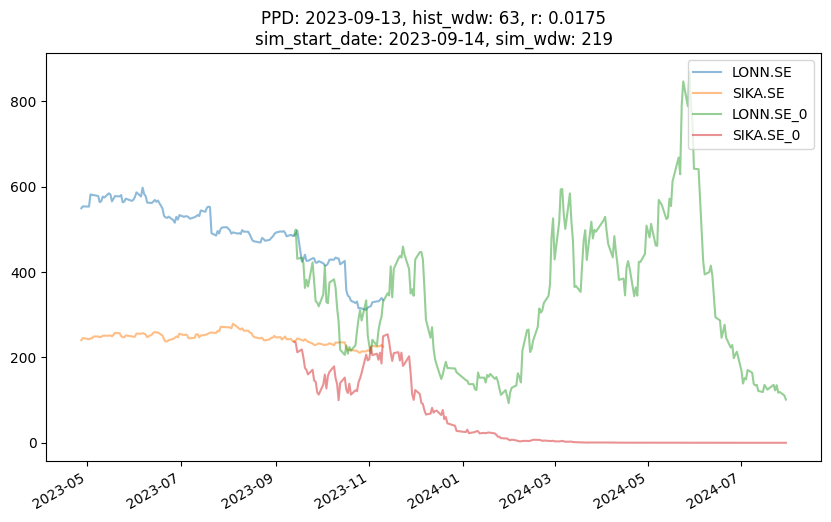 PPD: 2023-09-13, hist_wdw: 63, r: 0.0175
sim_start_date: 2023-09-14, sim_wdw: 219
LONN.SE
SIKA.SE
LONN.SE_0
SIKA.SE_0
800
600
400
200
0
2023-05
2023-07
2023-09
2023-11
2024-01
2024-03
2024-05
2024-07